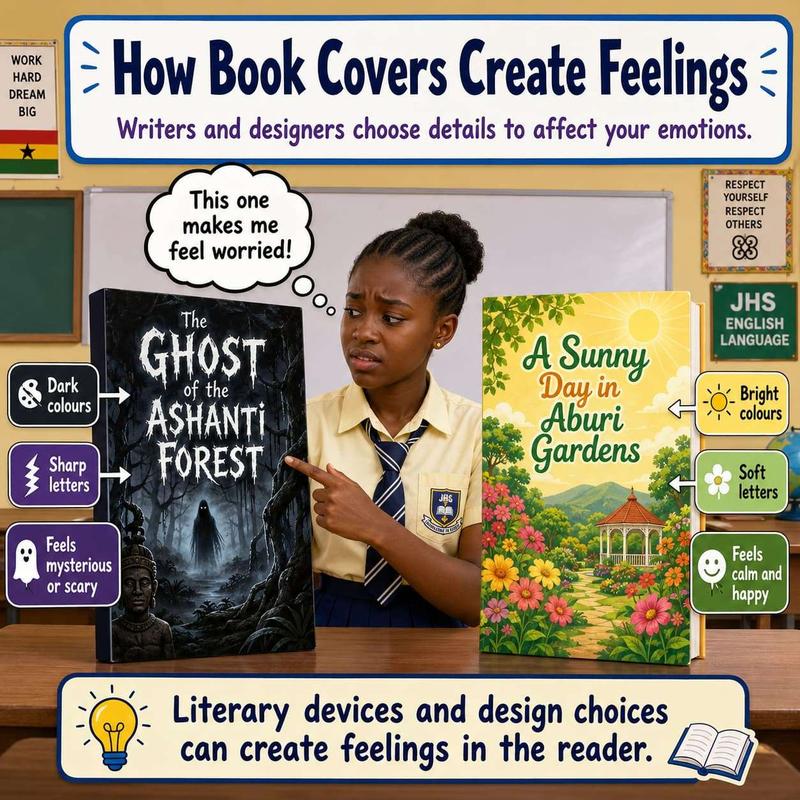 How Book Covers Create Feelings
Writers and designers choose details to affect your emotions.
WORK
HARD
DREAM
BIG
This one
makes me
feel worried!
RESPECT
YOURSELF
RESPECT
OTHERS
JHS
ENGLISH
LANGUAGE
The
GHOST
of the
ASHANTI
FOREST
A Sunny
Day in
Aburi
Gardens
Dark
colours
Sharp
letters
Feels
mysterious
or scary
JHS
Bright
colours
Soft
letters
Feels
calm and
happy
Literary devices and design choices
can create feelings in the reader.